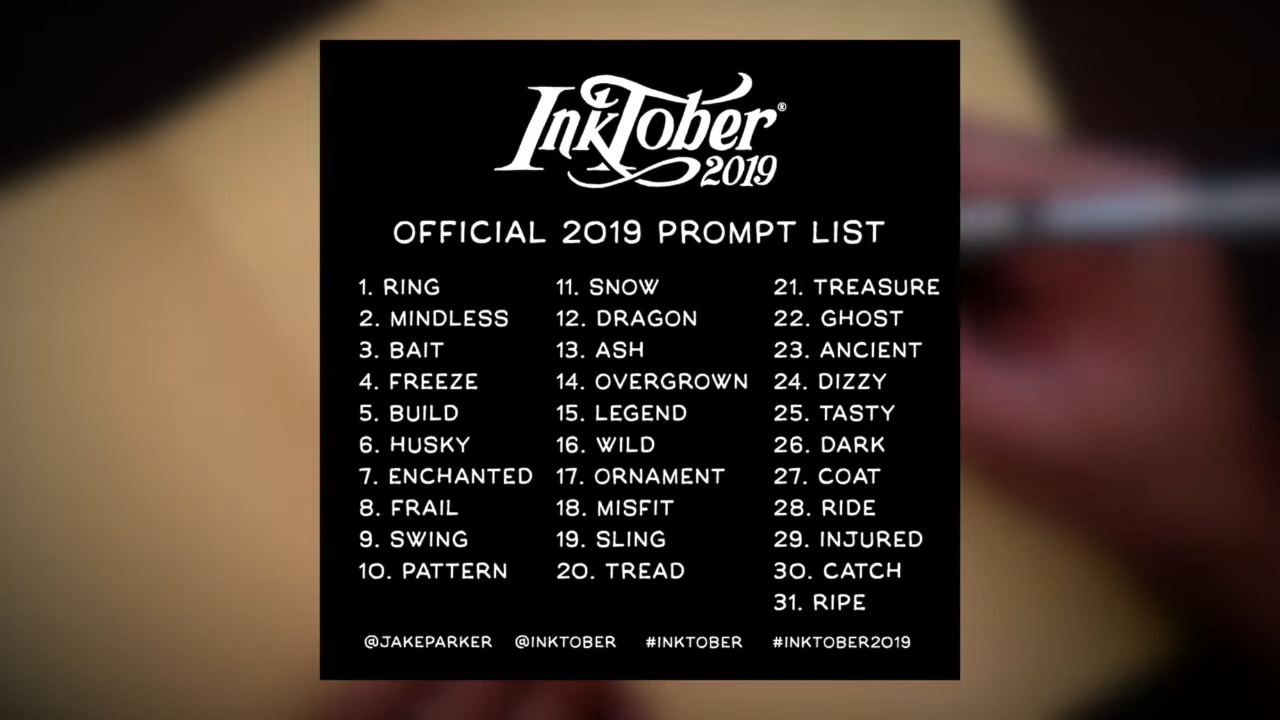 InkTober®
2019
OFFICIAL 2019 PROMPT LIST
1. RING
2. MINDLESS
3. BAIT
4. FREEZE
5. BUILD
6. HUSKY
7. ENCHANTED
8. FRAIL
9. SWING
10. PATTERN
11. SNOW
12. DRAGON
13. ASH
14. OVERGROWN
15. LEGEND
16. WILD
17. ORNAMENT
18. MISFIT
19. SLING
20. TREAD
21. TREASURE
22. GHOST
23. ANCIENT
24. DIZZY
25. TASTY
26. DARK
27. COAT
28. RIDE
29. INJURED
30. CATCH
31. RIPE
@JAKEPARKER @INKTOBER #INKTOBER #INKTOBER2019